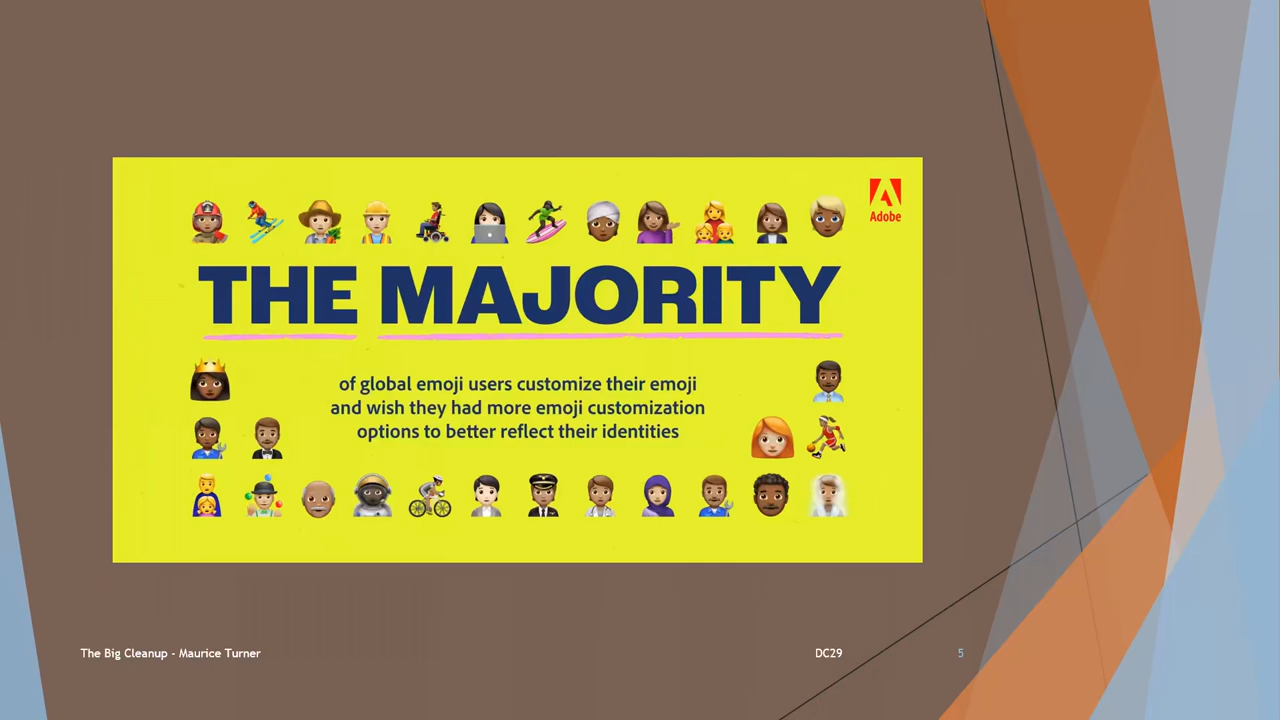 Adobe
THE MAJORITY
of global emoji users customize their emoji
and wish they had more emoji customization
options to better reflect their identities
The Big Cleanup - Maurice Turner
DC29
5